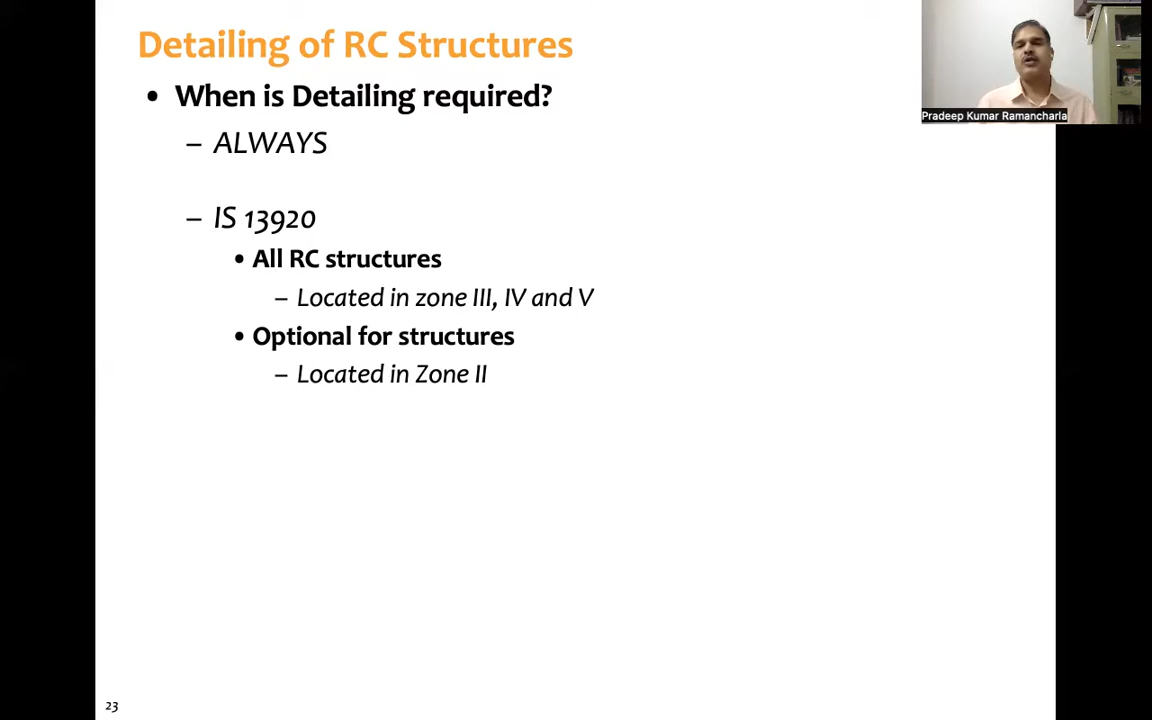 Detailing of RC Structures
• When is Detailing required?
– ALWAYS
– IS 13920
• All RC structures
– Located in zone III, IV and V
• Optional for structures
– Located in Zone II
Pradeep Kumar Ramancharla
23